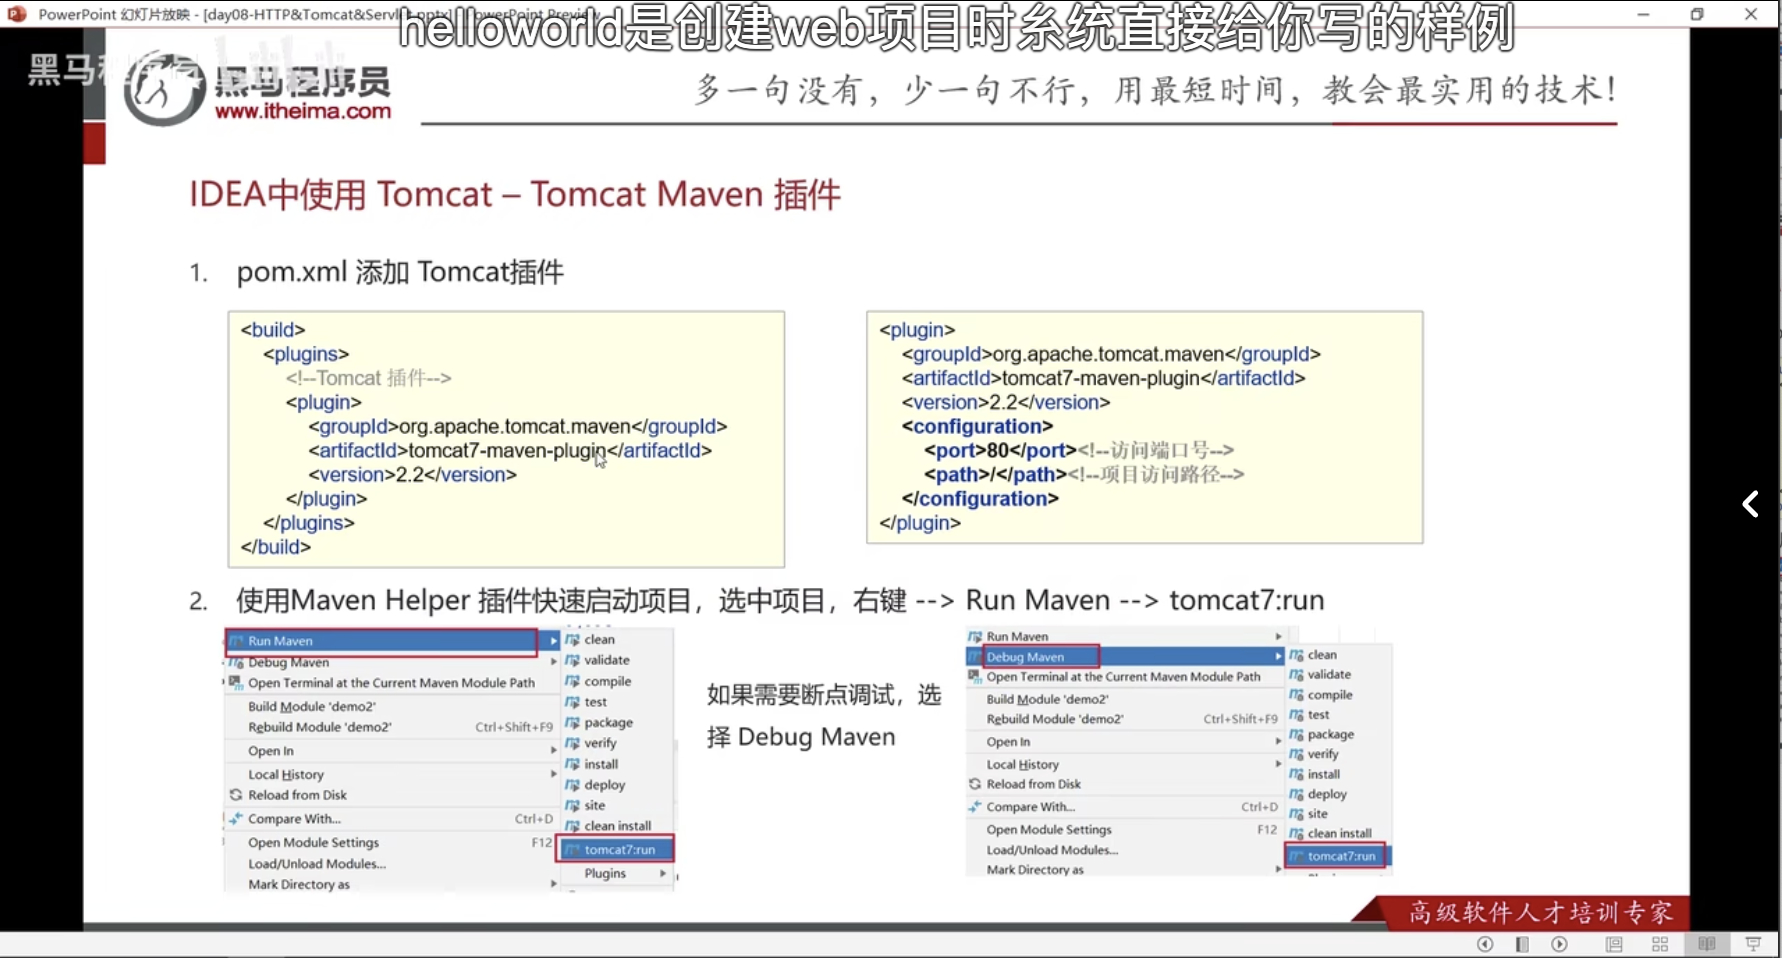 PowerPoint 幻灯片放映 - [day08-HTTP&Tomcat&Servlet.pptx] - PowerPoint Preview
helloworld是创建web项目时系统直接给你写的样例
黑马程序员
www.itheima.com
多一句没有，少一句不行，用最短时间，教会最实用的技术！
IDEA中使用 Tomcat – Tomcat Maven 插件
1. pom.xml 添加 Tomcat插件
<build>
<plugins>
<!--Tomcat 插件-->
<plugin>
<groupId>org.apache.tomcat.maven</groupId>
<artifactId>tomcat7-maven-plugin</artifactId>
<version>2.2</version>
</plugin>
</plugins>
</build>
<plugin>
<groupId>org.apache.tomcat.maven</groupId>
<artifactId>tomcat7-maven-plugin</artifactId>
<version>2.2</version>
<configuration>
<port>80</port><!--访问端口号-->
<path>/</path><!--项目访问路径-->
</configuration>
</plugin>
2. 使用Maven Helper 插件快速启动项目，选中项目，右键 --> Run Maven --> tomcat7:run
Run Maven
Debug Maven
Open Terminal at the Current Maven Module Path
Build Module 'demo2'
Rebuild Module 'demo2' Ctrl+Shift+F9
Open In
Local History
Reload from Disk
Compare With... Ctrl+D
Open Module Settings F12
Load/Unload Modules...
Mark Directory as
clean
validate
compile
test
package
verify
install
deploy
site
clean install
tomcat7:run
Plugins
如果需要断点调试，选
择 Debug Maven
Run Maven
Debug Maven
Open Terminal at the Current Maven Module Path
Build Module 'demo2'
Rebuild Module 'demo2' Ctrl+Shift+F9
Open In
Local History
Reload from Disk
Compare With... Ctrl+D
Open Module Settings F12
Load/Unload Modules...
Mark Directory as
clean
validate
compile
test
package
verify
install
deploy
site
clean install
tomcat7:run
高级软件人才培训专家